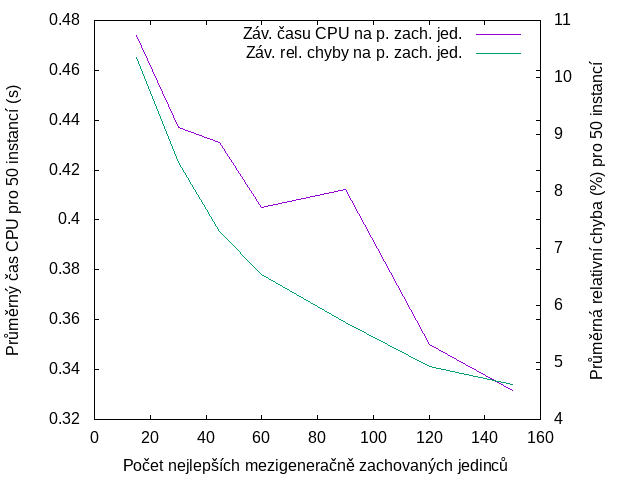 Záv. času CPU na p. zach. jed.
Záv. rel. chyby na p. zach. jed.
Průměrný čas CPU pro 50 instancí (s)
0.48
0.46
0.44
0.42
0.4
0.38
0.36
0.34
0.32
11
10
9
8
7
6
5
4
Průměrná relativní chyba (%) pro 50 instancí
0 20 40 60 80 100 120 140 160
Počet nejlepších mezigeneračně zachovaných jedinců